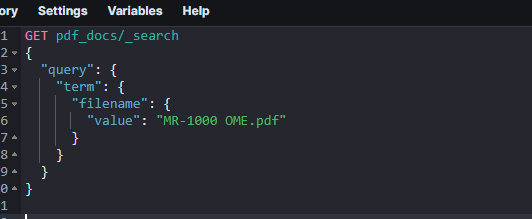 ory Settings Variables Help
1 GET pdf_docs/_search
2 {
3 "query": {
4 "term": {
5 "filename": {
6 "value": "MR-1000 OME.pdf"
7 }
8 }
9 }
0 }
1